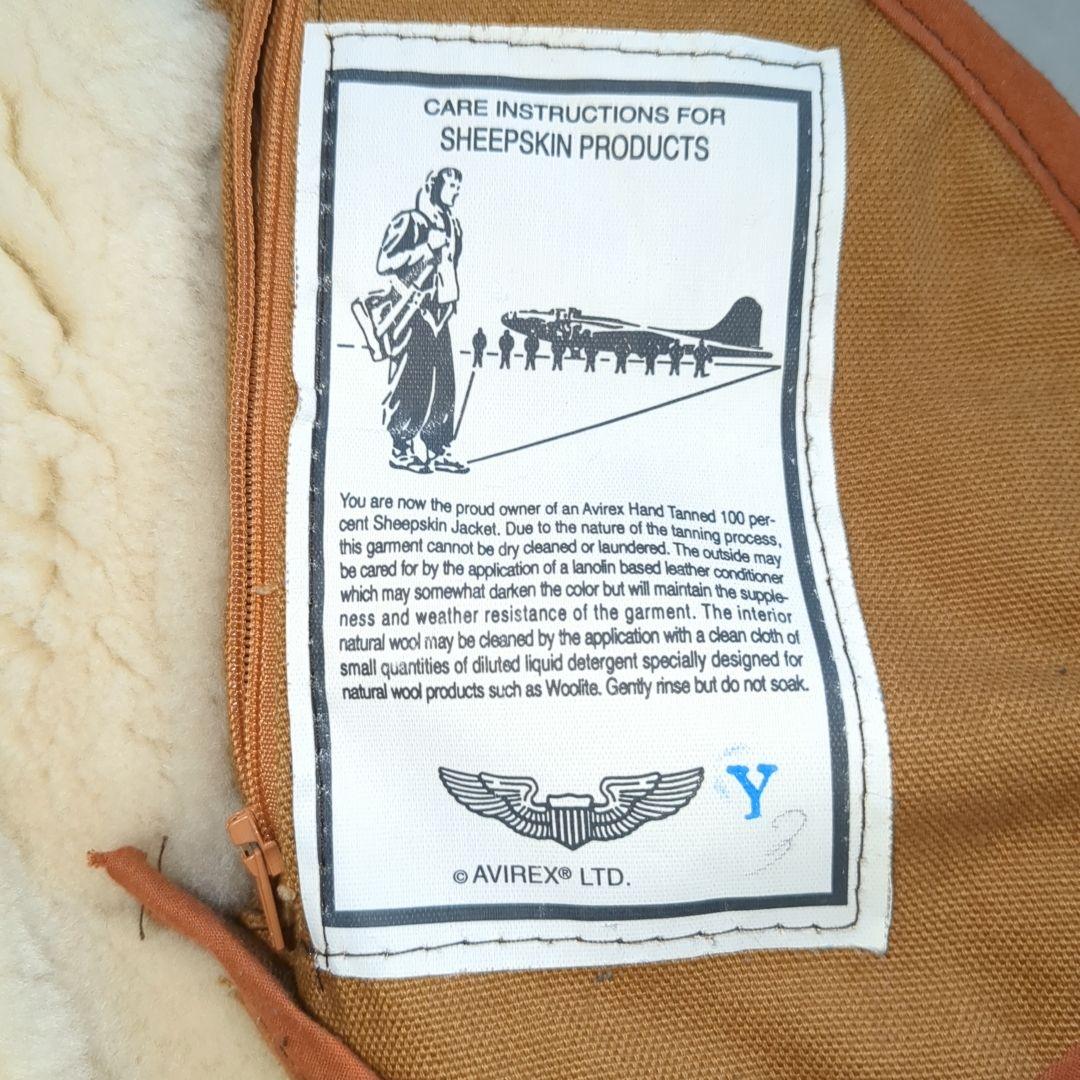 CARE INSTRUCTIONS FOR
SHEEPSKIN PRODUCTS
You are now the proud owner of an Avirex Hand Tanned 100 per-
cent Sheepskin Jacket. Due to the nature of the tanning process,
this garment cannot be dry cleaned or laundered. The outside may
be cared for by the application of a lanolin based leather conditioner
which may somewhat darken the color but will maintain the supple-
ness and weather resistance of the garment. The interior
natural wool may be cleaned by the application with a clean cloth of
small quantities of diluted liquid detergent specially designed for
natural wool products such as Woolite. Gently rinse but do not soak.
Y
© AVIREX® LTD.